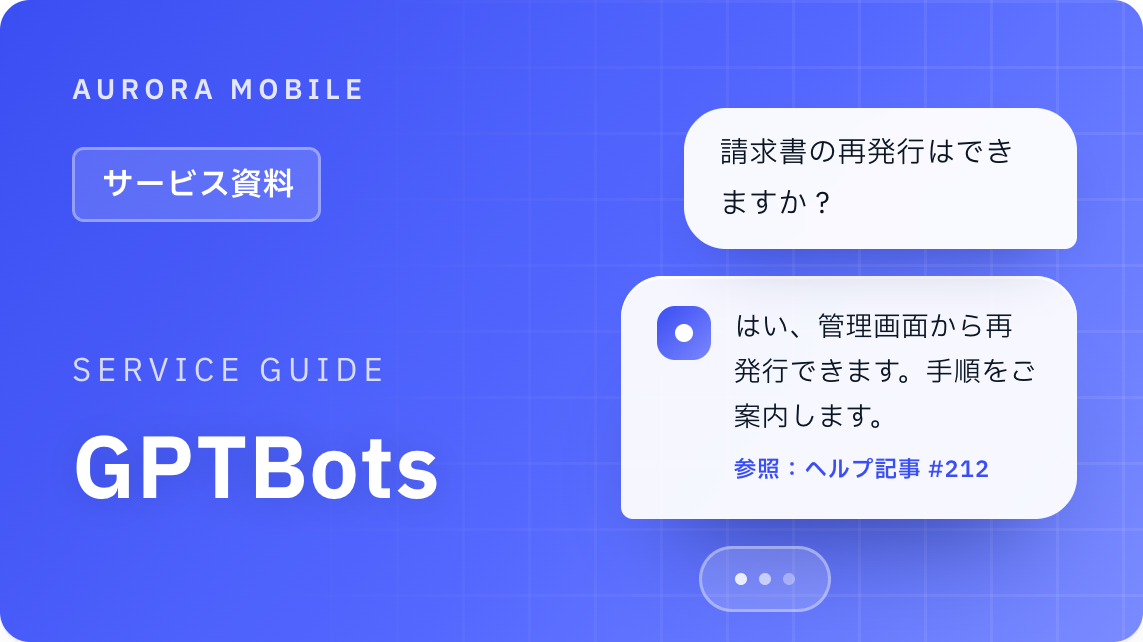 AURORA MOBILE
サービス資料
SERVICE GUIDE
GPTBots
請求書の再発行はでき
ますか？
はい、管理画面から再
発行できます。手順をご
案内します。
参照：ヘルプ記事 #212